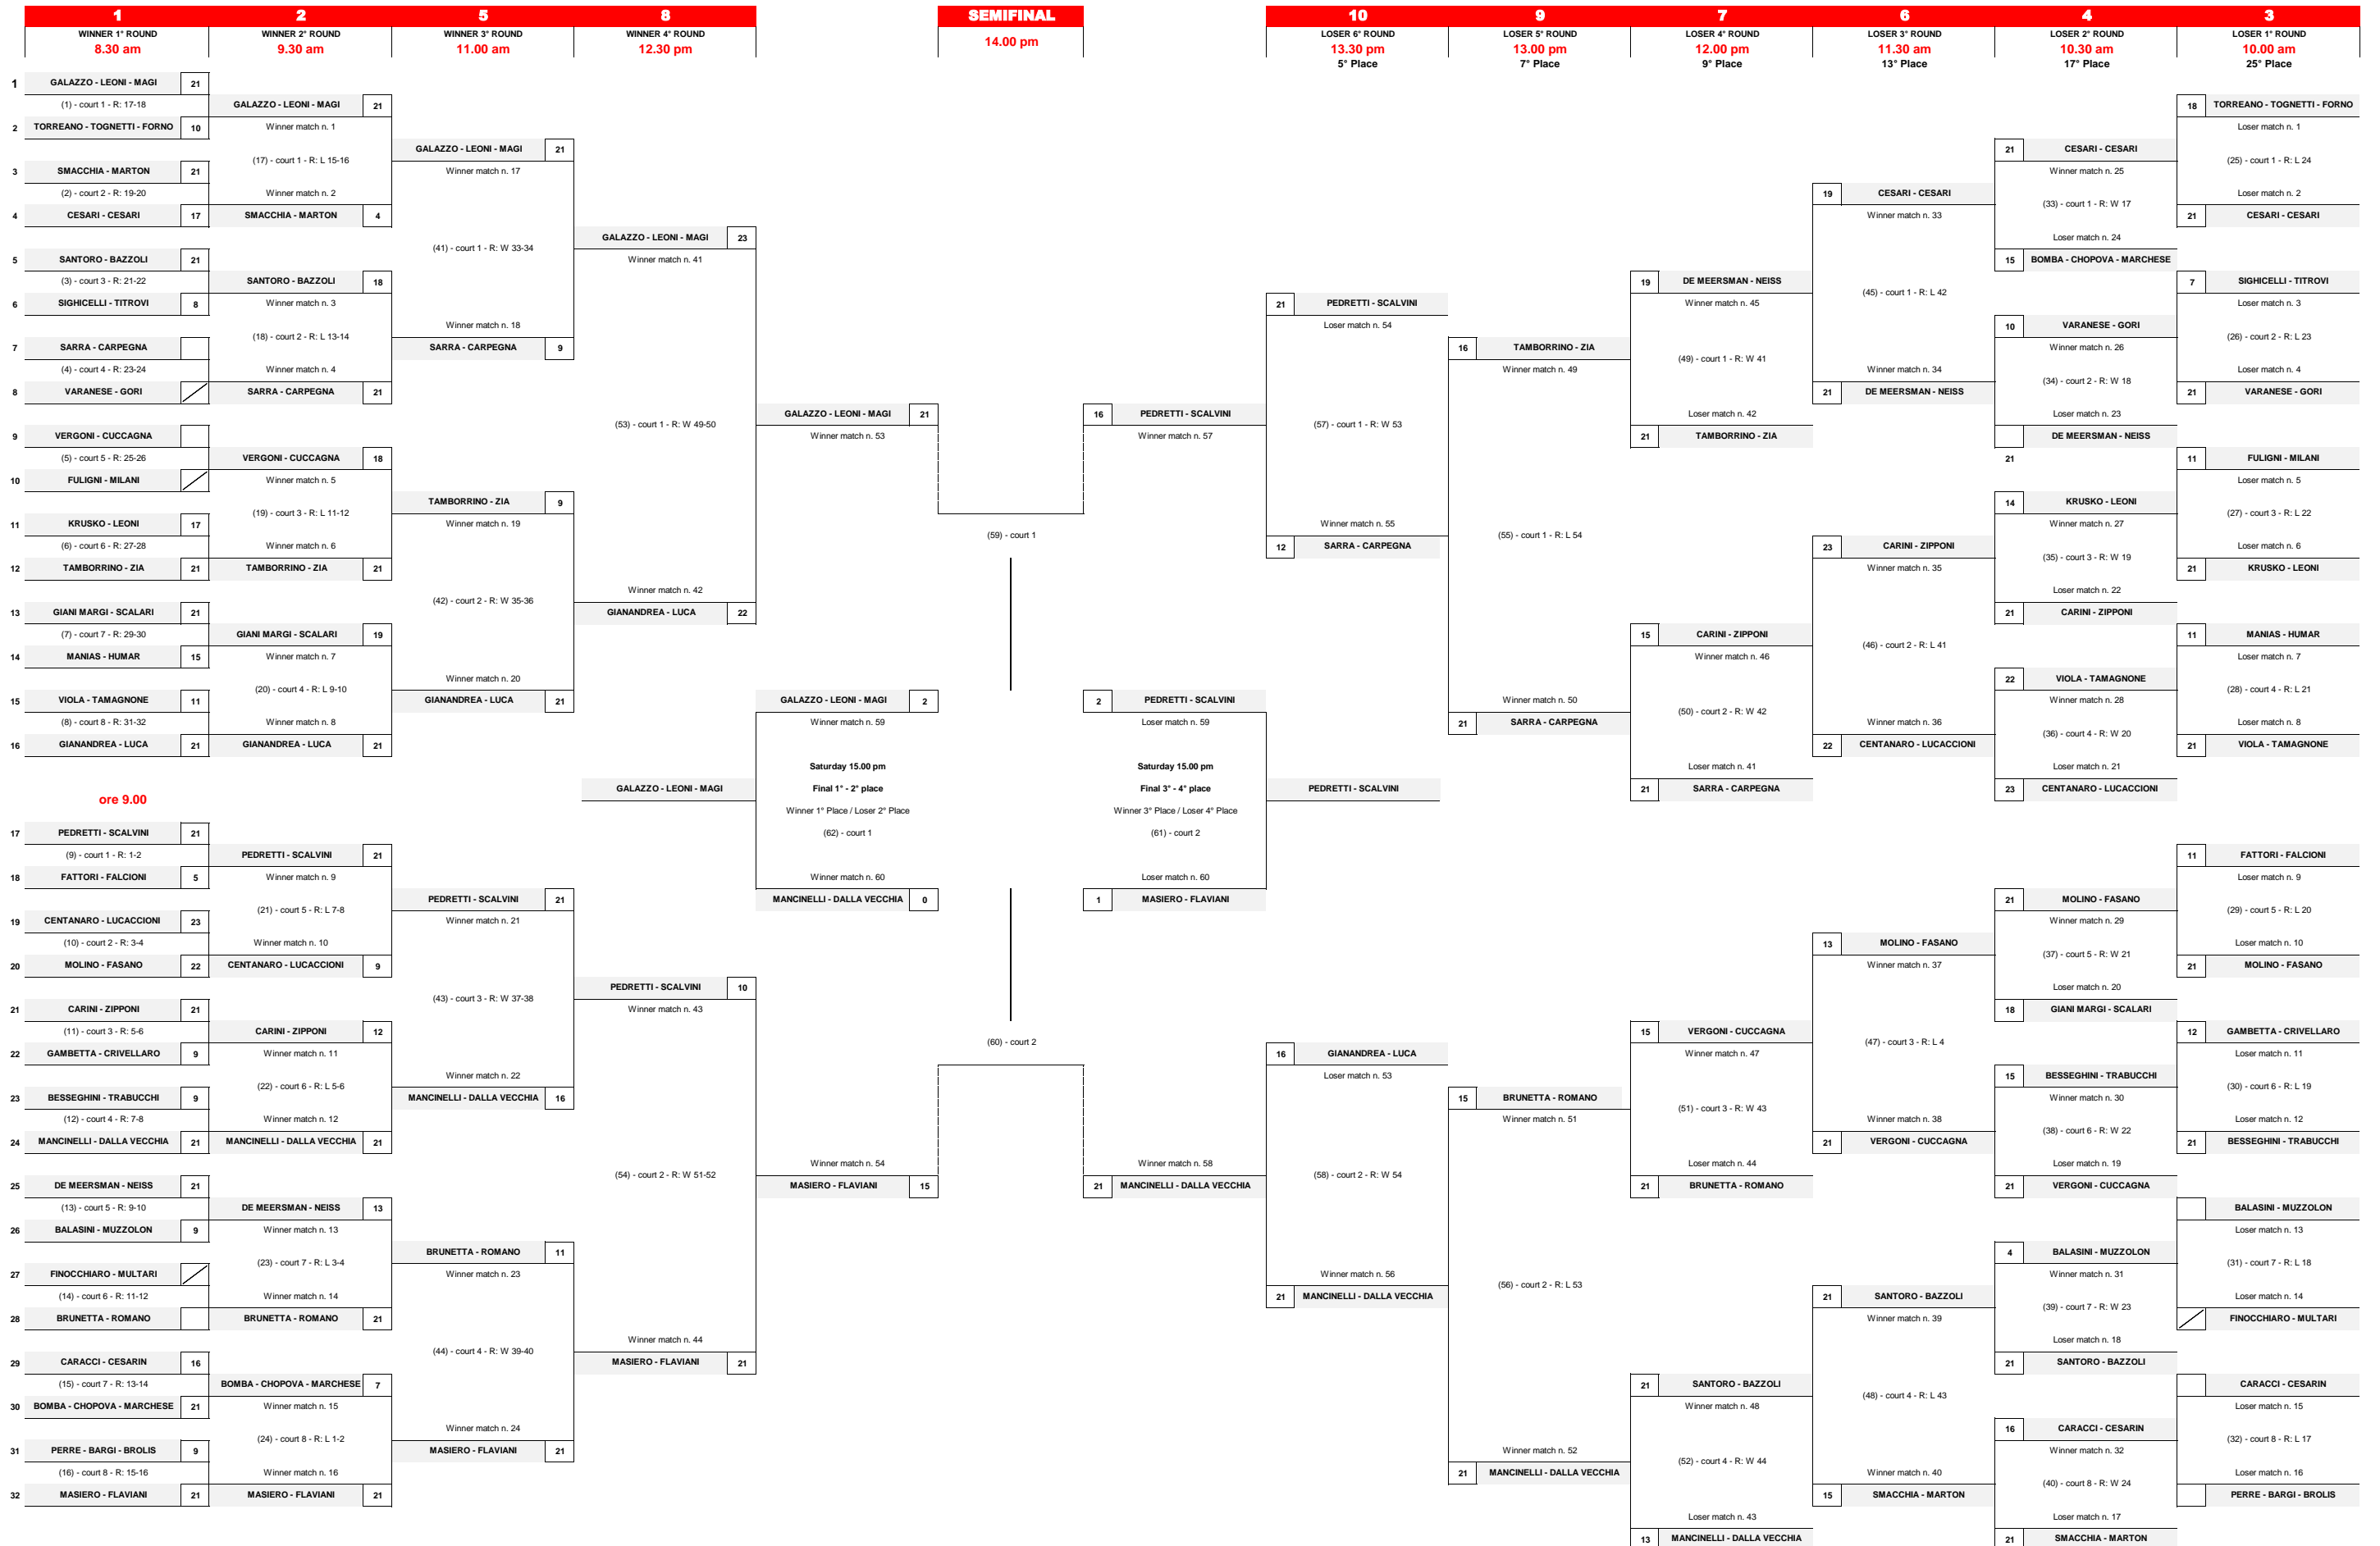 1 2 5 8 SEMIFINAL 10 9 7 6 4 3
WINNER 1° ROUND WINNER 2° ROUND WINNER 3° ROUND WINNER 4° ROUND LOSER 6° ROUND LOSER 5° ROUND LOSER 4° ROUND LOSER 3° ROUND LOSER 2° ROUND LOSER 1° ROUND
8.30 am 9.30 am 11.00 am 12.30 pm 14.00 pm 13.30 pm 13.00 pm 12.00 pm 11.30 am 10.30 am 10.00 am
5° Place 7° Place 9° Place 13° Place 17° Place 25° Place
1 GALAZZO - LEONI - MAGI 21
(1) - court 1 - R: 17-18
2 TORREANO - TOGNETTI - FORNO 10
3 SMACCHIA - MARTON 21
(2) - court 2 - R: 19-20
4 CESARI - CESARI 17
5 SANTORO - BAZZOLI 21
(3) - court 3 - R: 21-22
6 SIGHICELLI - TITROVI 8
7 SARRA - CARPEGNA
(4) - court 4 - R: 23-24
8 VARANESE - GORI
9 VERGONI - CUCCAGNA
(5) - court 5 - R: 25-26
10 FULIGNI - MILANI
11 KRUSKO - LEONI 17
(6) - court 6 - R: 27-28
12 TAMBORRINO - ZIA 21
13 GIANI MARGI - SCALARI 21
(7) - court 7 - R: 29-30
14 MANIAS - HUMAR 15
15 VIOLA - TAMAGNONE 11
(8) - court 8 - R: 31-32
16 GIANANDREA - LUCA 21
ore 9.00
17 PEDRETTI - SCALVINI 21
(9) - court 1 - R: 1-2
18 FATTORI - FALCIONI 5
19 CENTANARO - LUCACCIONI 23
(10) - court 2 - R: 3-4
20 MOLINO - FASANO 22
21 CARINI - ZIPPONI 21
(11) - court 3 - R: 5-6
22 GAMBETTA - CRIVELLARO 9
23 BESSEGHINI - TRABUCCHI 9
(12) - court 4 - R: 7-8
24 MANCINELLI - DALLA VECCHIA 21
25 DE MEERSMAN - NEISS 21
(13) - court 5 - R: 9-10
26 BALASINI - MUZZOLON 9
27 FINOCCHIARO - MULTARI
(14) - court 6 - R: 11-12
28 BRUNETTA - ROMANO
29 CARACCI - CESARIN 16
(15) - court 7 - R: 13-14
30 BOMBA - CHOPOVA - MARCHESE 21
31 PERRE - BARGI - BROLIS 9
(16) - court 8 - R: 15-16
32 MASIERO - FLAVIANI 21
GALAZZO - LEONI - MAGI 21
Winner match n. 1
(17) - court 1 - R: L 15-16
Winner match n. 2
SMACCHIA - MARTON 4
SANTORO - BAZZOLI 18
Winner match n. 3
(18) - court 2 - R: L 13-14
Winner match n. 4
SARRA - CARPEGNA 21
VERGONI - CUCCAGNA 18
Winner match n. 5
(19) - court 3 - R: L 11-12
Winner match n. 6
TAMBORRINO - ZIA 21
GIANI MARGI - SCALARI 19
Winner match n. 7
(20) - court 4 - R: L 9-10
Winner match n. 8
GIANANDREA - LUCA 21
PEDRETTI - SCALVINI 21
Winner match n. 9
(21) - court 5 - R: L 7-8
Winner match n. 10
CENTANARO - LUCACCIONI 9
CARINI - ZIPPONI 12
Winner match n. 11
(22) - court 6 - R: L 5-6
Winner match n. 12
MANCINELLI - DALLA VECCHIA 21
DE MEERSMAN - NEISS 13
Winner match n. 13
(23) - court 7 - R: L 3-4
Winner match n. 14
BRUNETTA - ROMANO 21
BOMBA - CHOPOVA - MARCHESE 7
Winner match n. 15
(24) - court 8 - R: L 1-2
Winner match n. 16
MASIERO - FLAVIANI 21
GALAZZO - LEONI - MAGI 21
Winner match n. 17
(41) - court 1 - R: W 33-34
Winner match n. 18
SARRA - CARPEGNA 9
TAMBORRINO - ZIA 9
Winner match n. 19
(42) - court 2 - R: W 35-36
Winner match n. 20
GIANANDREA - LUCA 21
PEDRETTI - SCALVINI 21
Winner match n. 21
(43) - court 3 - R: W 37-38
Winner match n. 22
MANCINELLI - DALLA VECCHIA 16
BRUNETTA - ROMANO 11
Winner match n. 23
(44) - court 4 - R: W 39-40
Winner match n. 24
MASIERO - FLAVIANI 21
GALAZZO - LEONI - MAGI 23
Winner match n. 41
(53) - court 1 - R: W 49-50
Winner match n. 42
GIANANDREA - LUCA 22
GALAZZO - LEONI - MAGI
PEDRETTI - SCALVINI 10
Winner match n. 43
(54) - court 2 - R: W 51-52
Winner match n. 44
MASIERO - FLAVIANI 21
GALAZZO - LEONI - MAGI 21
Winner match n. 53
GALAZZO - LEONI - MAGI 2
Winner match n. 59
Saturday 15.00 pm
Final 1° - 2° place
Winner 1° Place / Loser 2° Place
(62) - court 1
Winner match n. 60
MANCINELLI - DALLA VECCHIA 0
Winner match n. 54
MASIERO - FLAVIANI 15
(59) - court 1
(60) - court 2
16 PEDRETTI - SCALVINI
Winner match n. 57
2 PEDRETTI - SCALVINI
Loser match n. 59
Saturday 15.00 pm
Final 3° - 4° place
Winner 3° Place / Loser 4° Place
(61) - court 2
Loser match n. 60
1 MASIERO - FLAVIANI
Winner match n. 58
21 MANCINELLI - DALLA VECCHIA
21 PEDRETTI - SCALVINI
Loser match n. 54
(57) - court 1 - R: W 53
Winner match n. 55
12 SARRA - CARPEGNA
PEDRETTI - SCALVINI
16 GIANANDREA - LUCA
Loser match n. 53
(58) - court 2 - R: W 54
Winner match n. 56
21 MANCINELLI - DALLA VECCHIA
16 TAMBORRINO - ZIA
Winner match n. 49
(55) - court 1 - R: L 54
Winner match n. 50
21 SARRA - CARPEGNA
15 BRUNETTA - ROMANO
Winner match n. 51
(56) - court 2 - R: L 53
Winner match n. 52
21 MANCINELLI - DALLA VECCHIA
19 DE MEERSMAN - NEISS
Winner match n. 45
(49) - court 1 - R: W 41
Loser match n. 42
21 TAMBORRINO - ZIA
15 CARINI - ZIPPONI
Winner match n. 46
(50) - court 2 - R: W 42
Loser match n. 41
21 SARRA - CARPEGNA
15 VERGONI - CUCCAGNA
Winner match n. 47
(51) - court 3 - R: W 43
Loser match n. 44
21 BRUNETTA - ROMANO
21 SANTORO - BAZZOLI
Winner match n. 48
(52) - court 4 - R: W 44
Loser match n. 43
13 MANCINELLI - DALLA VECCHIA
19 CESARI - CESARI
Winner match n. 33
(45) - court 1 - R: L 42
Winner match n. 34
21 DE MEERSMAN - NEISS
23 CARINI - ZIPPONI
Winner match n. 35
(46) - court 2 - R: L 41
Winner match n. 36
22 CENTANARO - LUCACCIONI
13 MOLINO - FASANO
Winner match n. 37
(47) - court 3 - R: L 4
Winner match n. 38
21 VERGONI - CUCCAGNA
21 SANTORO - BAZZOLI
Winner match n. 39
(48) - court 4 - R: L 43
Winner match n. 40
15 SMACCHIA - MARTON
21 CESARI - CESARI
Winner match n. 25
(33) - court 1 - R: W 17
Loser match n. 24
15 BOMBA - CHOPOVA - MARCHESE
10 VARANESE - GORI
Winner match n. 26
(34) - court 2 - R: W 18
Loser match n. 23
DE MEERSMAN - NEISS
21
14 KRUSKO - LEONI
Winner match n. 27
(35) - court 3 - R: W 19
Loser match n. 22
21 CARINI - ZIPPONI
22 VIOLA - TAMAGNONE
Winner match n. 28
(36) - court 4 - R: W 20
Loser match n. 21
23 CENTANARO - LUCACCIONI
21 MOLINO - FASANO
Winner match n. 29
(37) - court 5 - R: W 21
Loser match n. 20
18 GIANI MARGI - SCALARI
15 BESSEGHINI - TRABUCCHI
Winner match n. 30
(38) - court 6 - R: W 22
Loser match n. 19
21 VERGONI - CUCCAGNA
4 BALASINI - MUZZOLON
Winner match n. 31
(39) - court 7 - R: W 23
Loser match n. 18
21 SANTORO - BAZZOLI
16 CARACCI - CESARIN
Winner match n. 32
(40) - court 8 - R: W 24
Loser match n. 17
21 SMACCHIA - MARTON
18 TORREANO - TOGNETTI - FORNO
Loser match n. 1
(25) - court 1 - R: L 24
Loser match n. 2
21 CESARI - CESARI
7 SIGHICELLI - TITROVI
Loser match n. 3
(26) - court 2 - R: L 23
Loser match n. 4
21 VARANESE - GORI
11 FULIGNI - MILANI
Loser match n. 5
(27) - court 3 - R: L 22
Loser match n. 6
21 KRUSKO - LEONI
11 MANIAS - HUMAR
Loser match n. 7
(28) - court 4 - R: L 21
Loser match n. 8
21 VIOLA - TAMAGNONE
11 FATTORI - FALCIONI
Loser match n. 9
(29) - court 5 - R: L 20
Loser match n. 10
21 MOLINO - FASANO
12 GAMBETTA - CRIVELLARO
Loser match n. 11
(30) - court 6 - R: L 19
Loser match n. 12
21 BESSEGHINI - TRABUCCHI
BALASINI - MUZZOLON
Loser match n. 13
(31) - court 7 - R: L 18
Loser match n. 14
FINOCCHIARO - MULTARI
CARACCI - CESARIN
Loser match n. 15
(32) - court 8 - R: L 17
Loser match n. 16
PERRE - BARGI - BROLIS